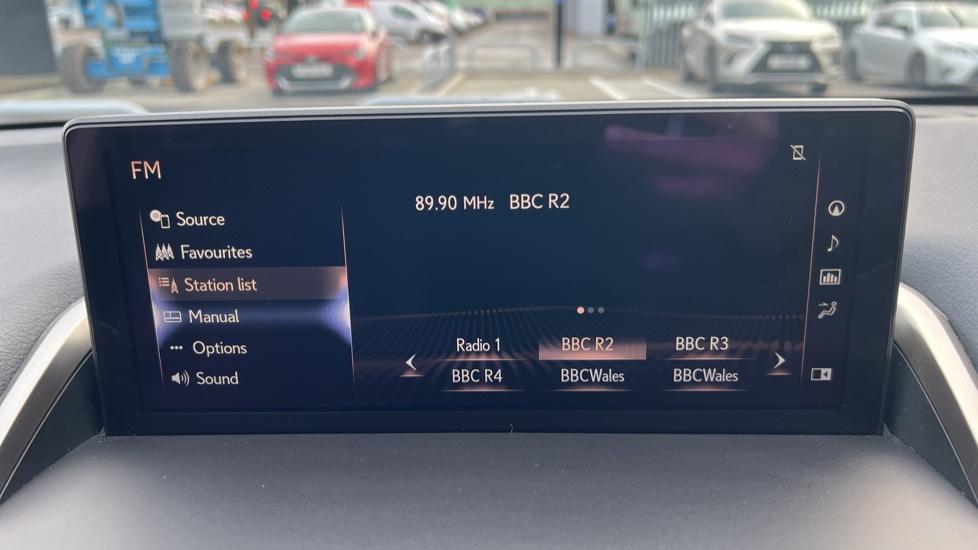 FM
89.90 MHz BBC R2
Source
Favourites
Station list
Manual
Options
Sound
Radio 1 BBC R2 BBC R3
BBC R4 BBCWales BBCWales